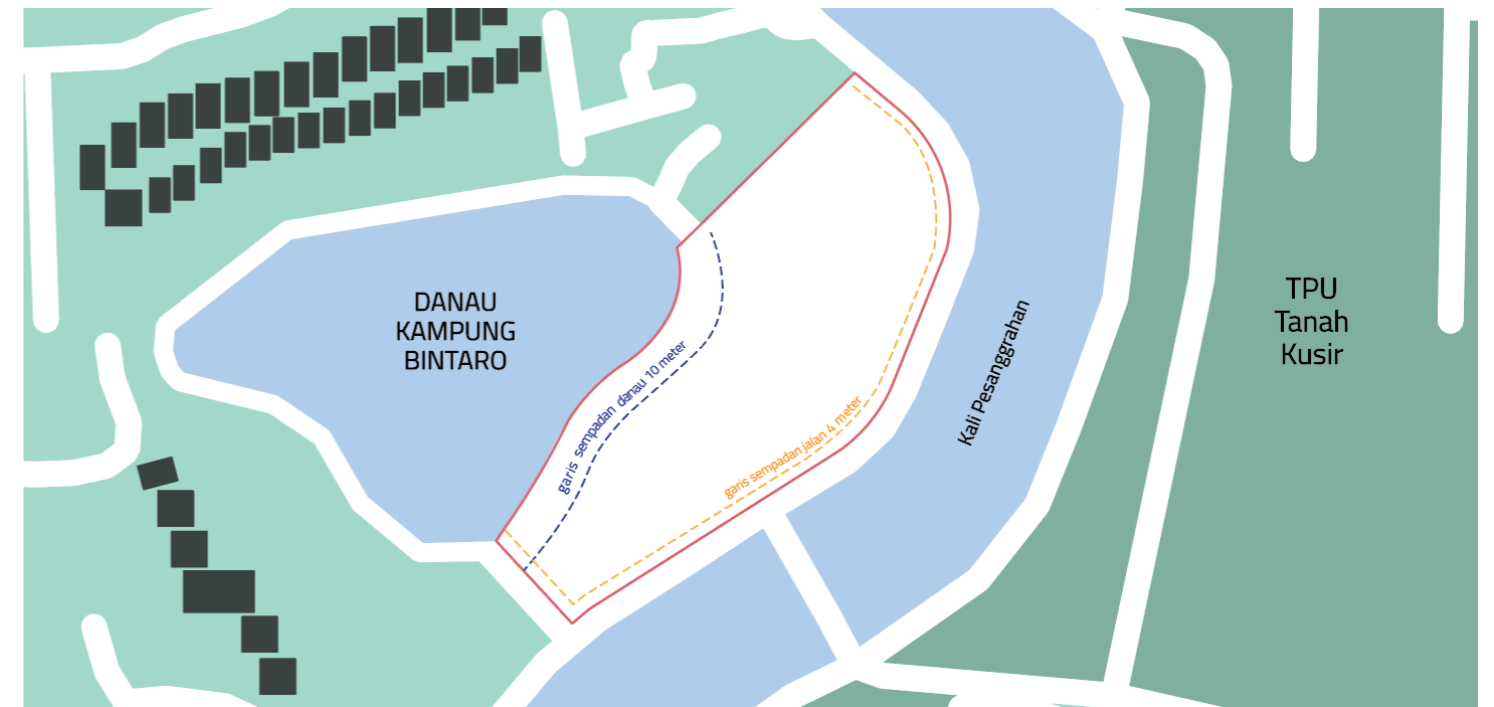 DANAU
KAMPUNG
BINTARO
garis sempadan danau 10 meter
garis sempadan jalan 4 meter
Kali Pesanggrahan
TPU
Tanah
Kusir